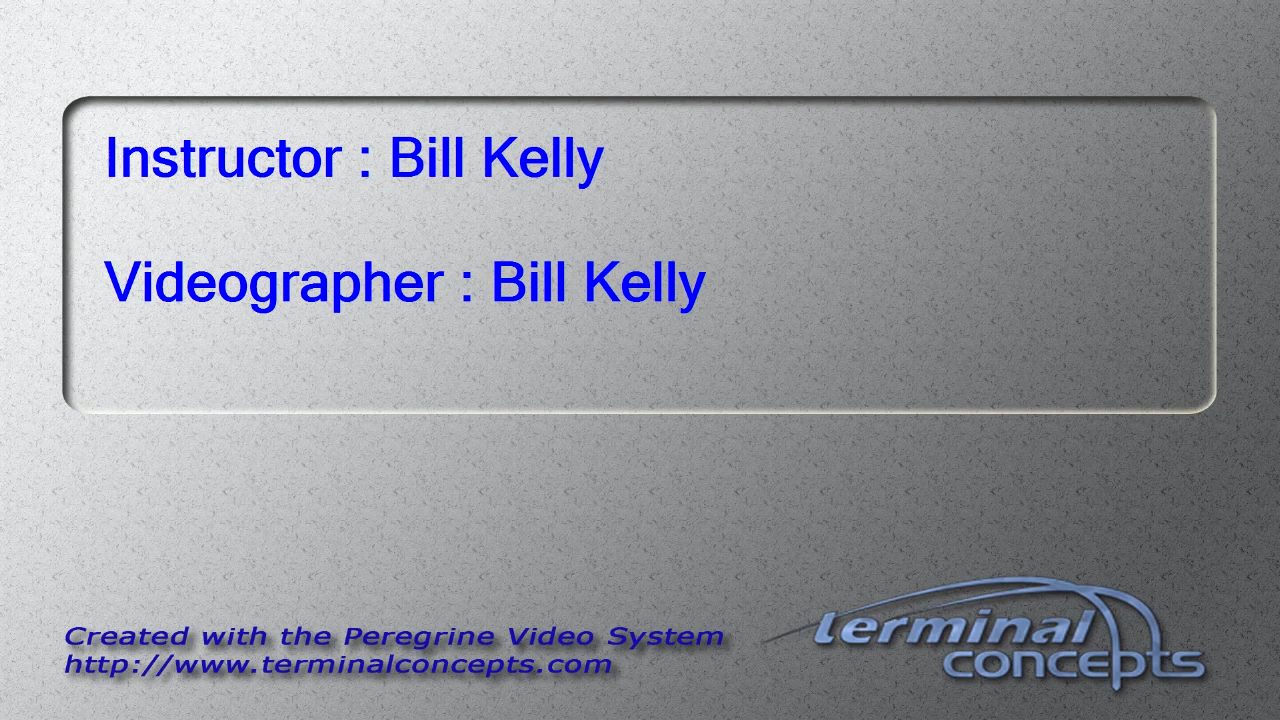 Instructor : Bill Kelly
Videographer : Bill Kelly
Created with the Peregrine Video System
http://www.terminalconcepts.com
terminal
concepts